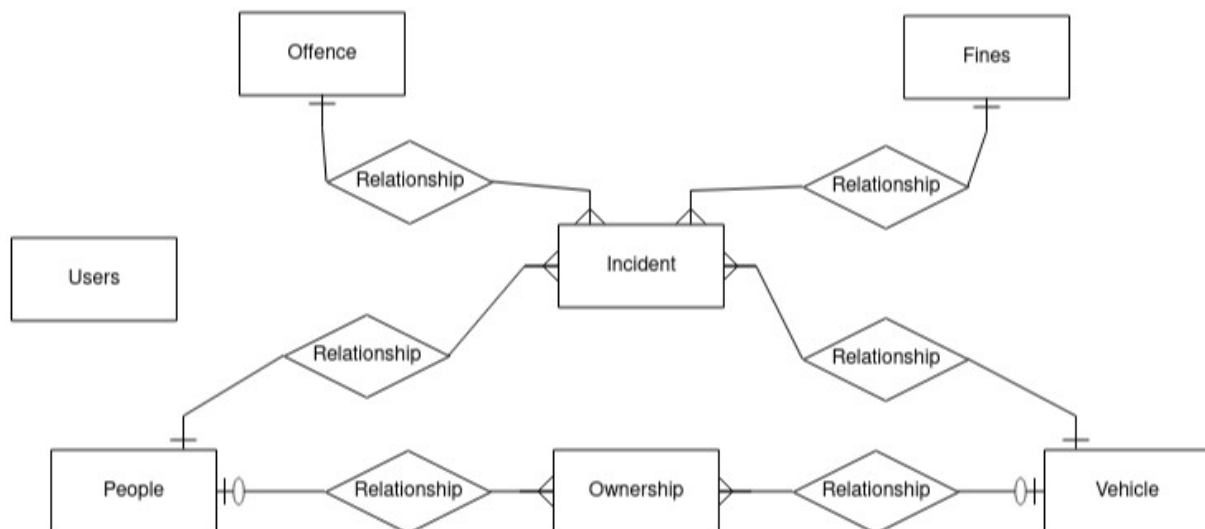 Offence
Fines
Relationship
Relationship
Users
Incident
Relationship
Relationship
People
Relationship
Ownership
Relationship
Vehicle